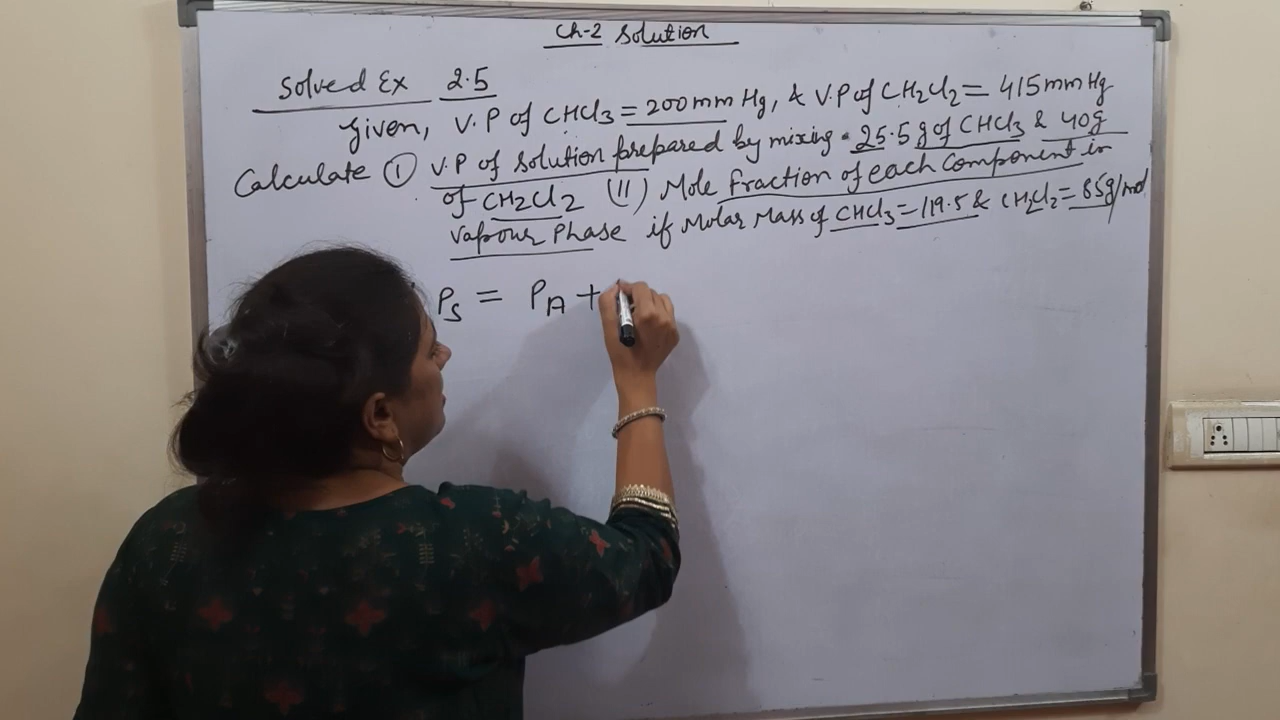 Ch-2 Solution
Solved Ex 2.5
Given, V.P of CHCl3 = 200 mm Hg, & V.P of CH2Cl2 = 415 mm Hg
Calculate (I) V.P of Solution prepared by mixing 25.5 g of CHCl3 & 40g
of CH2Cl2 (II) Mole fraction of each Component in
vapour Phase if Molar Mass of CHCl3 = 119.5 & CH2Cl2 = 85g/mol
PS = PA +